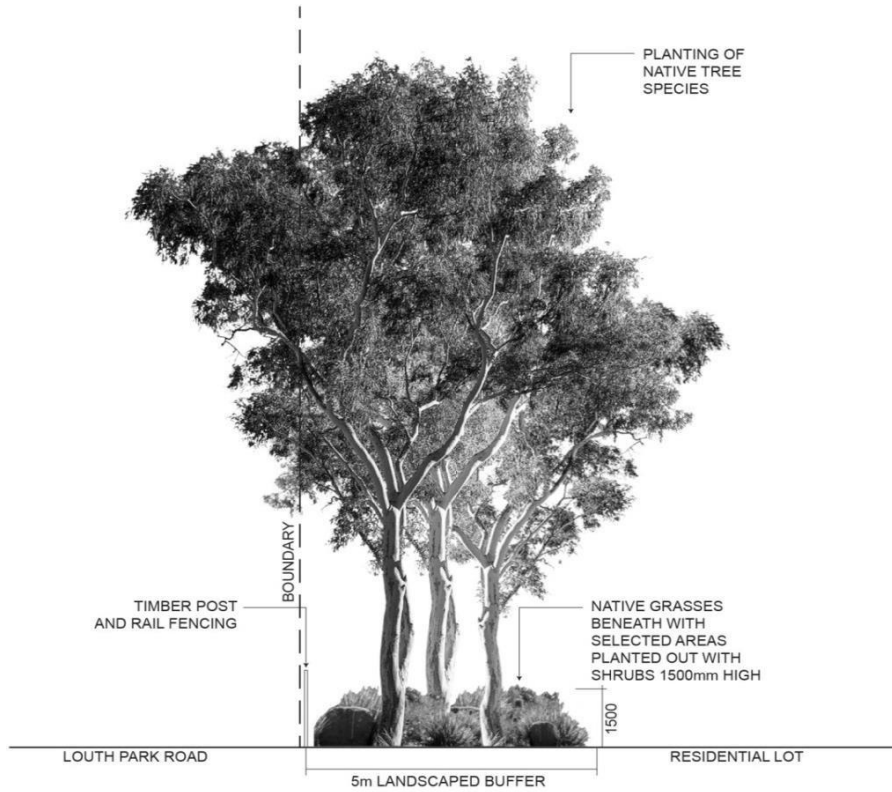 PLANTING OF
NATIVE TREE
SPECIES
BOUNDARY
TIMBER POST
AND RAIL FENCING
NATIVE GRASSES
BENEATH WITH
SELECTED AREAS
PLANTED OUT WITH
SHRUBS 1500mm HIGH
1500
LOUTH PARK ROAD
RESIDENTIAL LOT
5m LANDSCAPED BUFFER